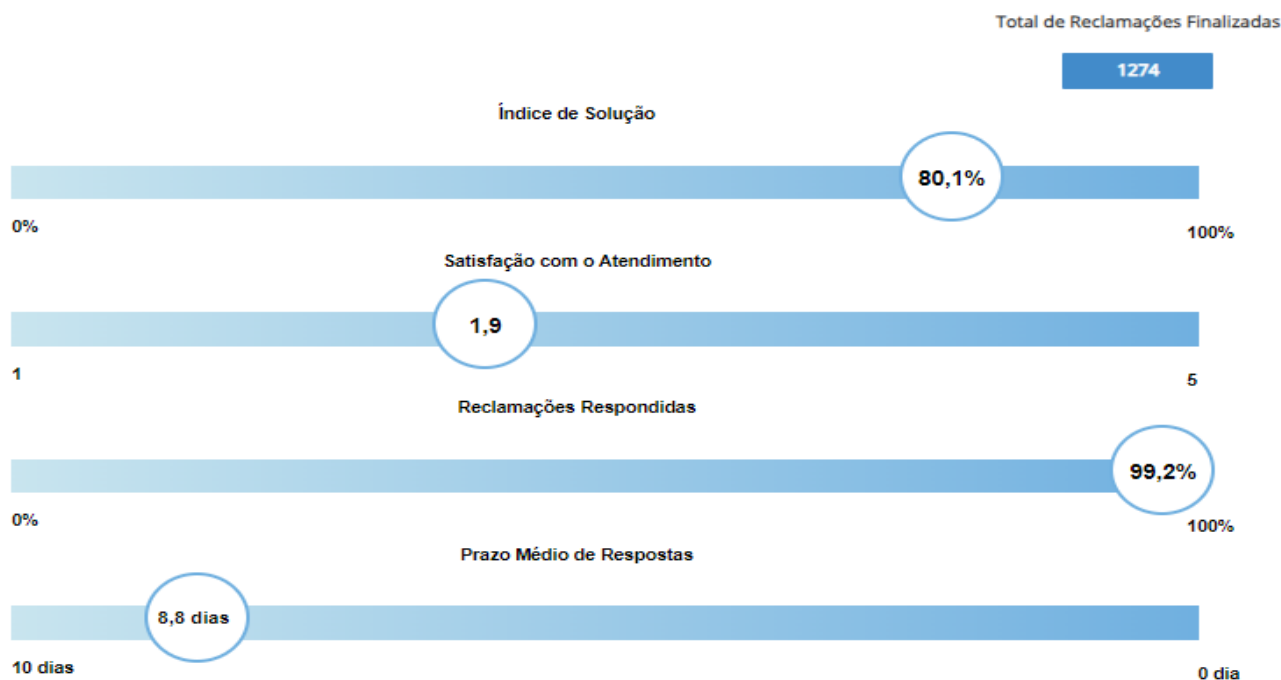 Total de Reclamações Finalizadas
1274
Índice de Solução
80,1%
0%
100%
Satisfação com o Atendimento
1,9
1
5
Reclamações Respondidas
99,2%
0%
100%
Prazo Médio de Respostas
8,8 dias
10 dias
0 dia